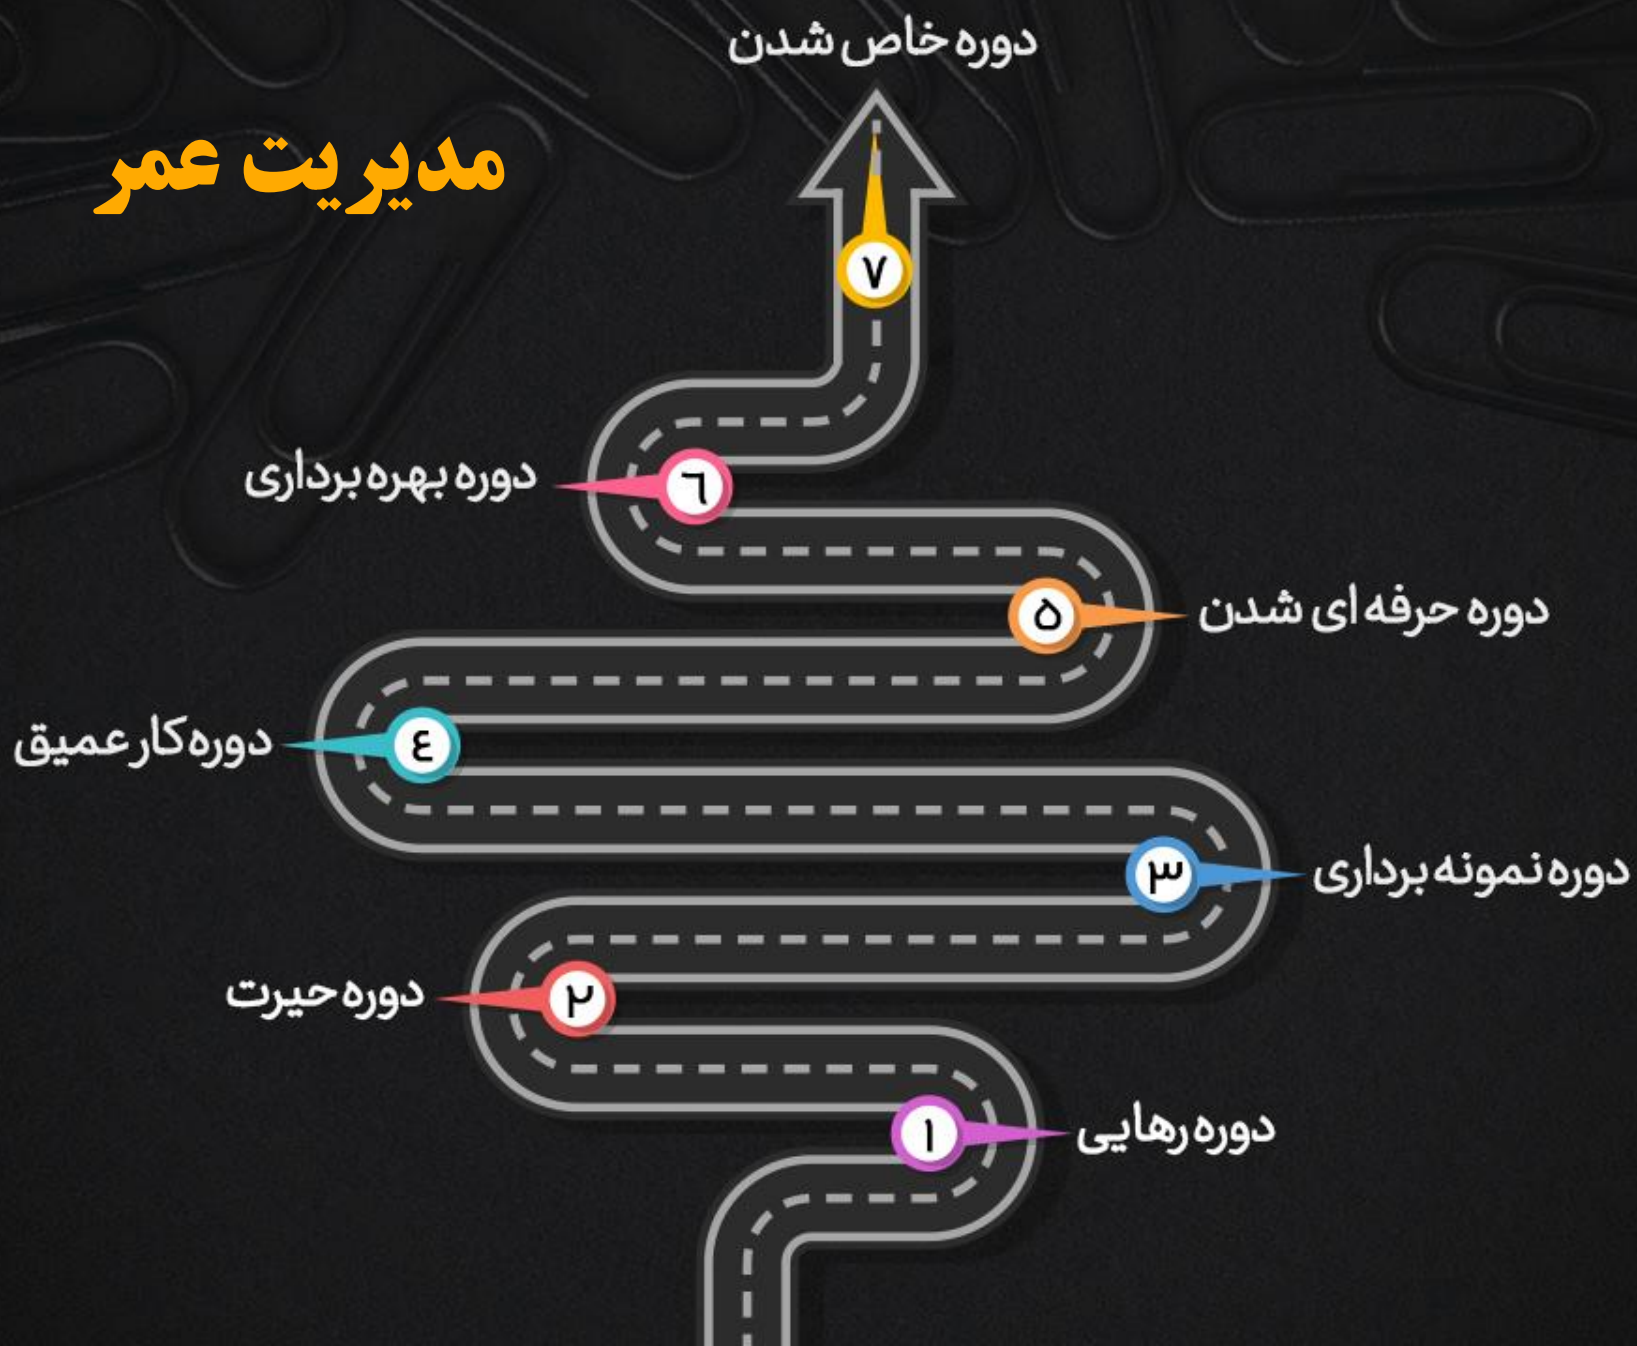 دوره خاص شدن
مدیریت عمر
۷
دوره بهره برداری
٦
۵
دوره حرفه ای شدن
دوره کار عمیق
٤
۳
دوره نمونه برداری
دوره حیرت
۲
۱
دوره رهایی